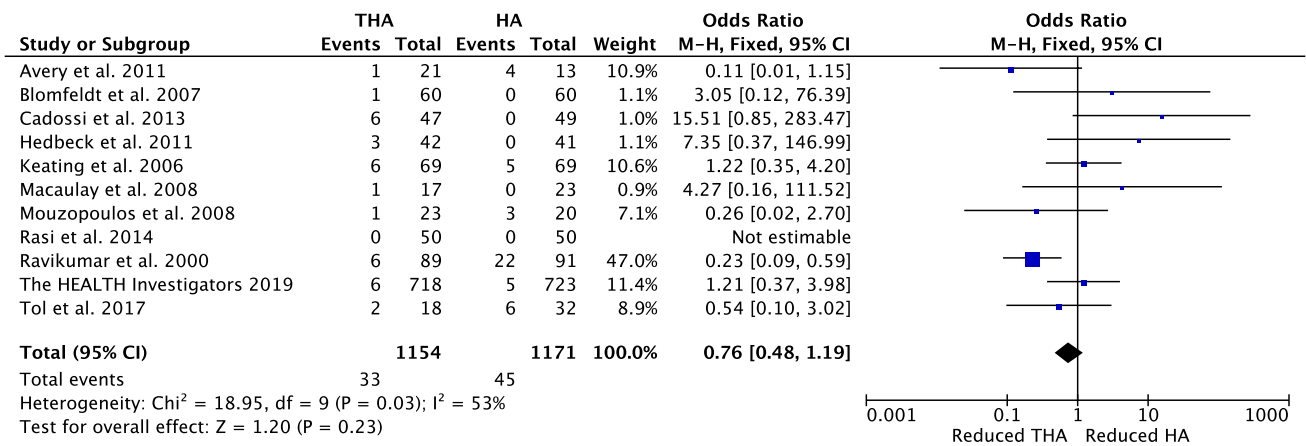 THA HA Odds Ratio Odds Ratio
Study or Subgroup Events Total Events Total Weight M-H, Fixed, 95% CI M-H, Fixed, 95% CI
Avery et al. 2011 1 21 4 13 10.9% 0.11 [0.01, 1.15]
Blomfeldt et al. 2007 1 60 0 60 1.1% 3.05 [0.12, 76.39]
Cadossi et al. 2013 6 47 0 49 1.0% 15.51 [0.85, 283.47]
Hedbeck et al. 2011 3 42 0 41 1.1% 7.35 [0.37, 146.99]
Keating et al. 2006 6 69 5 69 10.6% 1.22 [0.35, 4.20]
Macaulay et al. 2008 1 17 0 23 0.9% 4.27 [0.16, 111.52]
Mouzopoulos et al. 2008 1 23 3 20 7.1% 0.26 [0.02, 2.70]
Rasi et al. 2014 0 50 0 50 Not estimable
Ravikumar et al. 2000 6 89 22 91 47.0% 0.23 [0.09, 0.59]
The HEALTH Investigators 2019 6 718 5 723 11.4% 1.21 [0.37, 3.98]
Tol et al. 2017 2 18 6 32 8.9% 0.54 [0.10, 3.02]
Total (95% CI) 1154 1171 100.0% 0.76 [0.48, 1.19]
Total events 33 45
Heterogeneity: Chi² = 18.95, df = 9 (P = 0.03); I² = 53%
Test for overall effect: Z = 1.20 (P = 0.23)
0.001 0.1 1 10 1000
Reduced THA Reduced HA